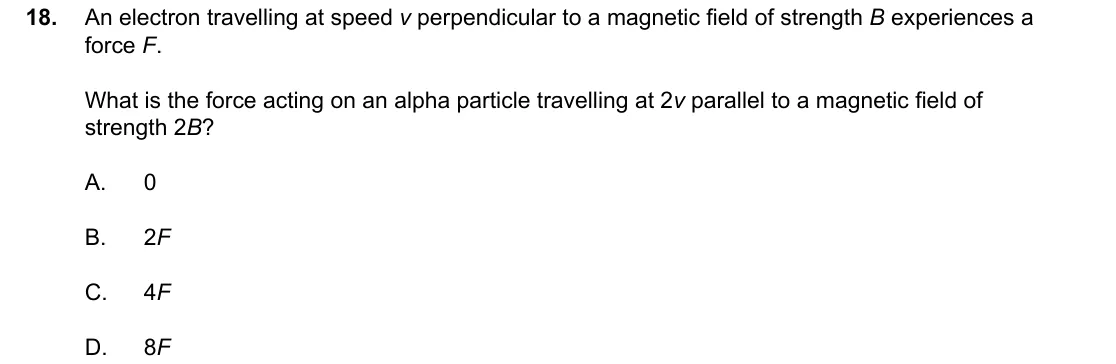 18. An electron travelling at speed v perpendicular to a magnetic field of strength B experiences a
force F.
What is the force acting on an alpha particle travelling at 2v parallel to a magnetic field of
strength 2B?
A. 0
B. 2F
C. 4F
D. 8F